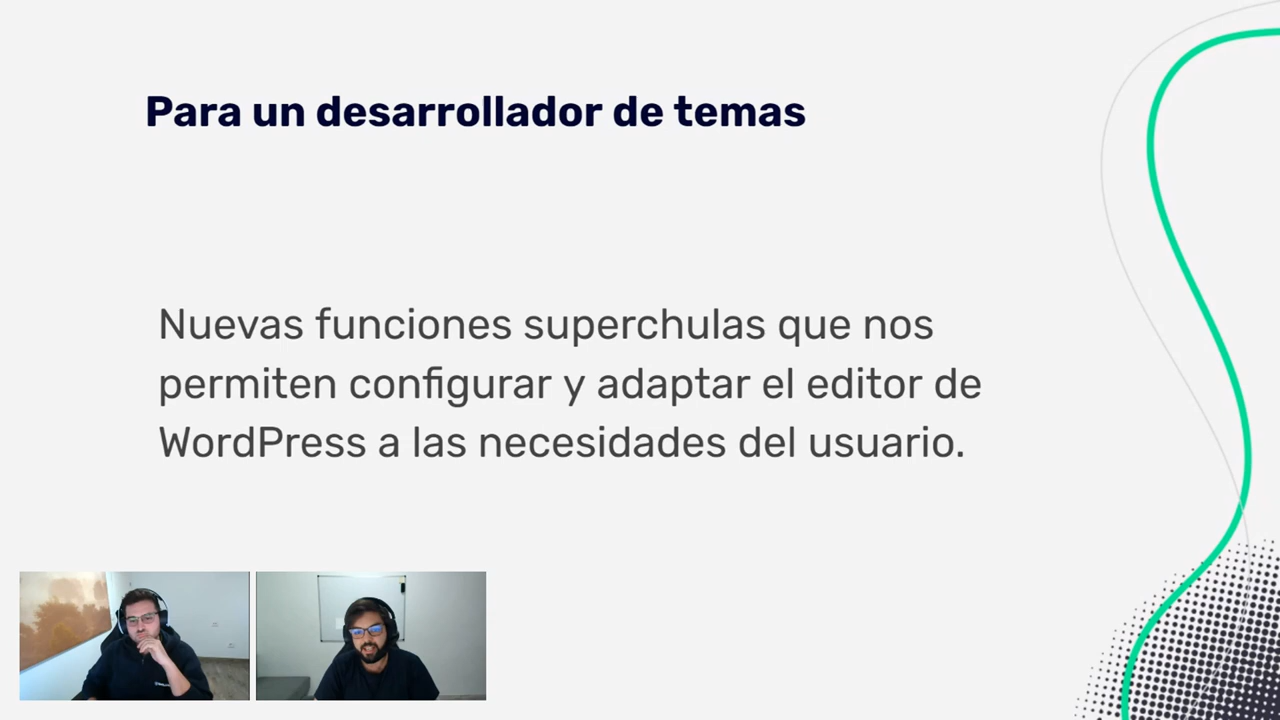 Para un desarrollador de temas
Nuevas funciones superchulas que nos
permiten configurar y adaptar el editor de
WordPress a las necesidades del usuario.